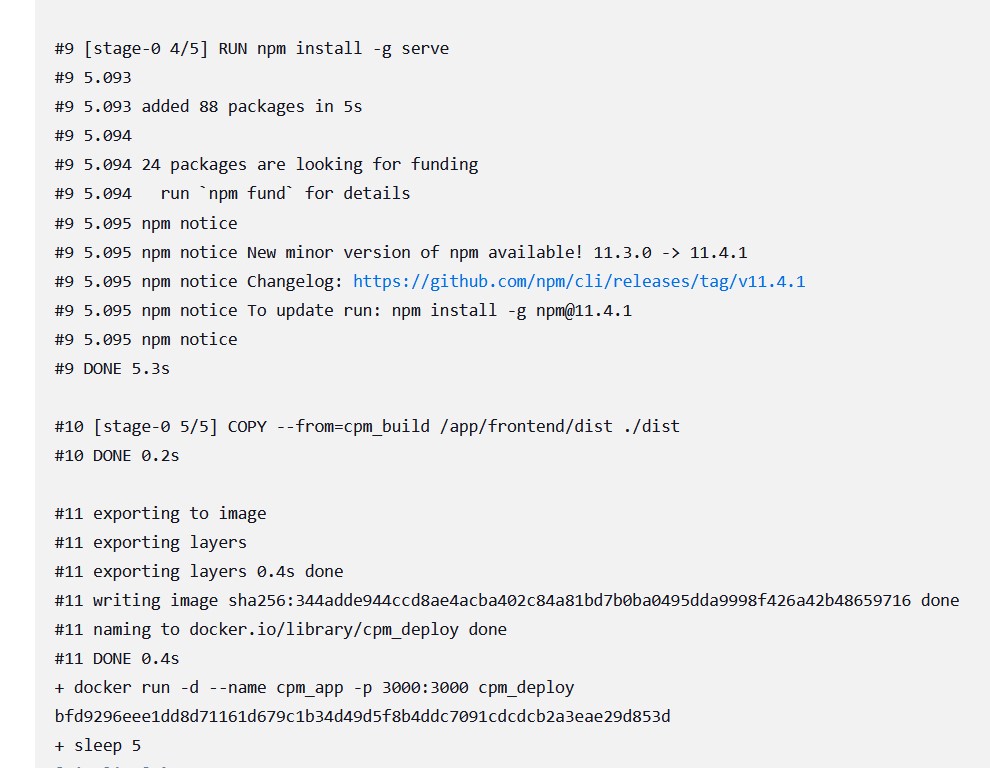 #9 [stage-0 4/5] RUN npm install -g serve
#9 5.093
#9 5.093 added 88 packages in 5s
#9 5.094
#9 5.094 24 packages are looking for funding
#9 5.094   run `npm fund` for details
#9 5.095 npm notice
#9 5.095 npm notice New minor version of npm available! 11.3.0 -> 11.4.1
#9 5.095 npm notice Changelog: https://github.com/npm/cli/releases/tag/v11.4.1
#9 5.095 npm notice To update run: npm install -g npm@11.4.1
#9 5.095 npm notice
#9 DONE 5.3s
#10 [stage-0 5/5] COPY --from=cpm_build /app/frontend/dist ./dist
#10 DONE 0.2s
#11 exporting to image
#11 exporting layers
#11 exporting layers 0.4s done
#11 writing image sha256:344adde944ccd8ae4acba402c84a81bd7b0ba0495dda9998f426a42b48659716 done
#11 naming to docker.io/library/cpm_deploy done
#11 DONE 0.4s
+ docker run -d --name cpm_app -p 3000:3000 cpm_deploy
bfd9296eee1dd8d71161d679c1b34d49d5f8b4ddc7091cdcdcb2a3eae29d853d
+ sleep 5